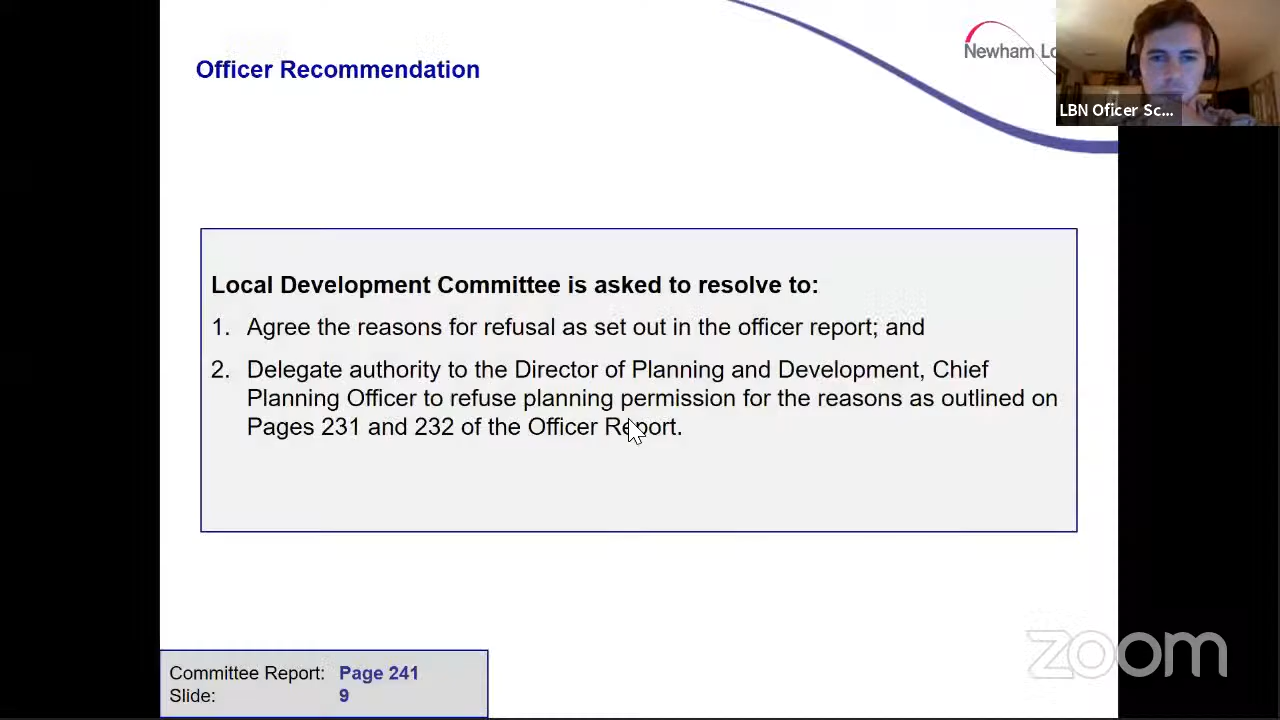 Officer Recommendation
Newham Lo
LBN Oficer Sc...
Local Development Committee is asked to resolve to:
1. Agree the reasons for refusal as set out in the officer report; and
2. Delegate authority to the Director of Planning and Development, Chief
Planning Officer to refuse planning permission for the reasons as outlined on
Pages 231 and 232 of the Officer Report.
zoom
Committee Report: Page 241
Slide: 9